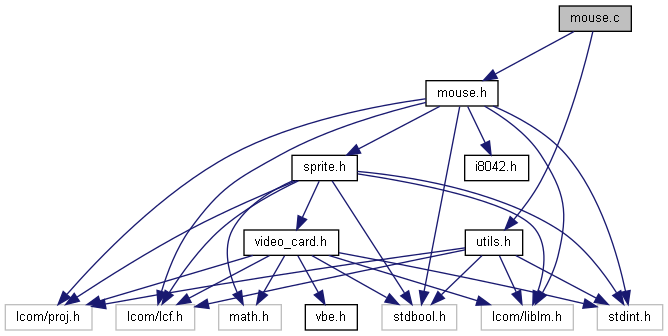 mouse.c
mouse.h
sprite.h
i8042.h
video_card.h
utils.h
lcom/proj.h
lcom/lcf.h
math.h
vbe.h
stdbool.h
lcom/liblm.h
stdint.h